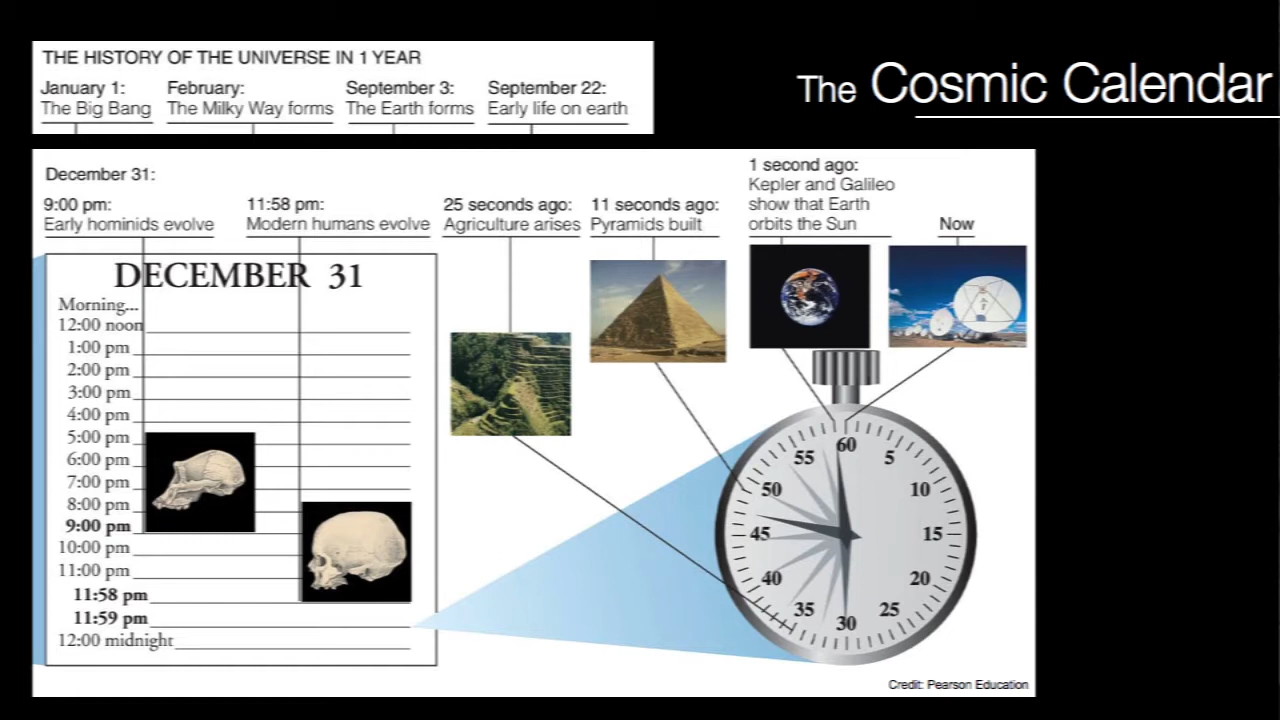 THE HISTORY OF THE UNIVERSE IN 1 YEAR
January 1:
The Big Bang
February:
The Milky Way forms
September 3:
The Earth forms
September 22:
Early life on earth
The Cosmic Calendar
December 31:
9:00 pm:
Early hominids evolve
11:58 pm:
Modern humans evolve
25 seconds ago:
Agriculture arises
11 seconds ago:
Pyramids built
1 second ago:
Kepler and Galileo
show that Earth
orbits the Sun
Now
DECEMBER 31
Morning...
12:00 noon
1:00 pm
2:00 pm
3:00 pm
4:00 pm
5:00 pm
6:00 pm
7:00 pm
8:00 pm
9:00 pm
10:00 pm
11:00 pm
11:58 pm
11:59 pm
12:00 midnight
60
5
10
15
20
25
30
35
40
45
50
55
Credit: Pearson Education